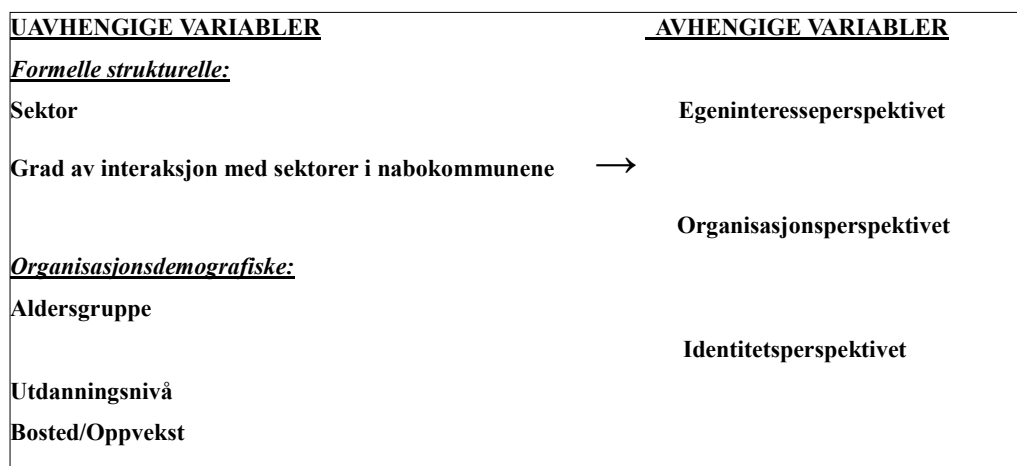 UAVHENGIGE VARIABLER AVHENGIGE VARIABLER
Formelle strukturelle:
Sektor Egeninteresseperspektivet
Grad av interaksjon med sektorer i nabokommunene →
Organisasjonsperspektivet
Organisasjonsdemografiske:
Aldersgruppe
Identitetsperspektivet
Utdanningsnivå
Bosted/Oppvekst